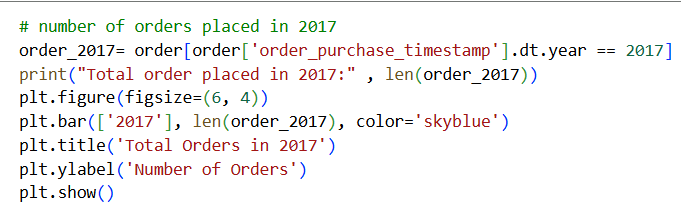 # number of orders placed in 2017
order_2017= order[order['order_purchase_timestamp'].dt.year == 2017]
print("Total order placed in 2017:" , len(order_2017))
plt.figure(figsize=(6, 4))
plt.bar(['2017'], len(order_2017), color='skyblue')
plt.title('Total Orders in 2017')
plt.ylabel('Number of Orders')
plt.show()